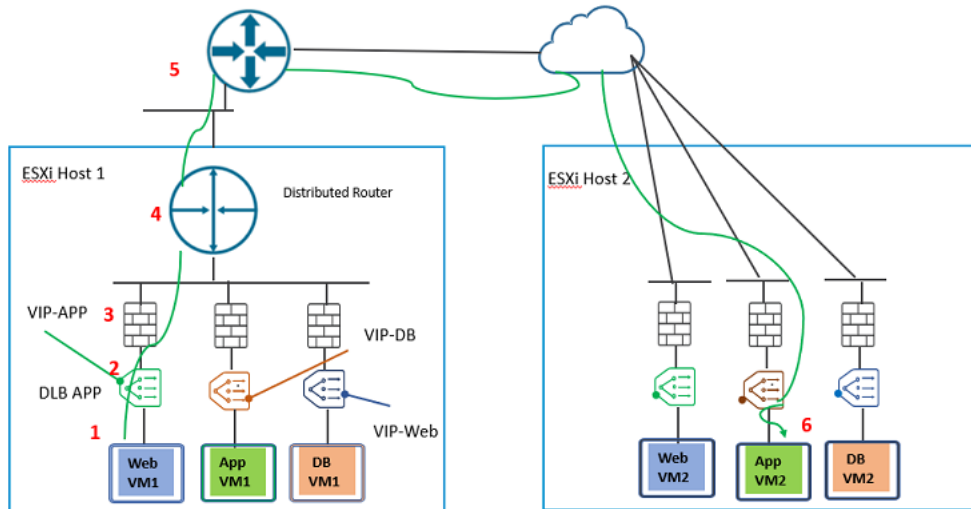 5
ESXi Host 1
ESXi Host 2
Distributed Router
4
VIP-APP
3
VIP-DB
2
DLB APP
1
VIP-Web
6
Web
VM1
App
VM1
DB
VM1
Web
VM2
App
VM2
DB
VM2